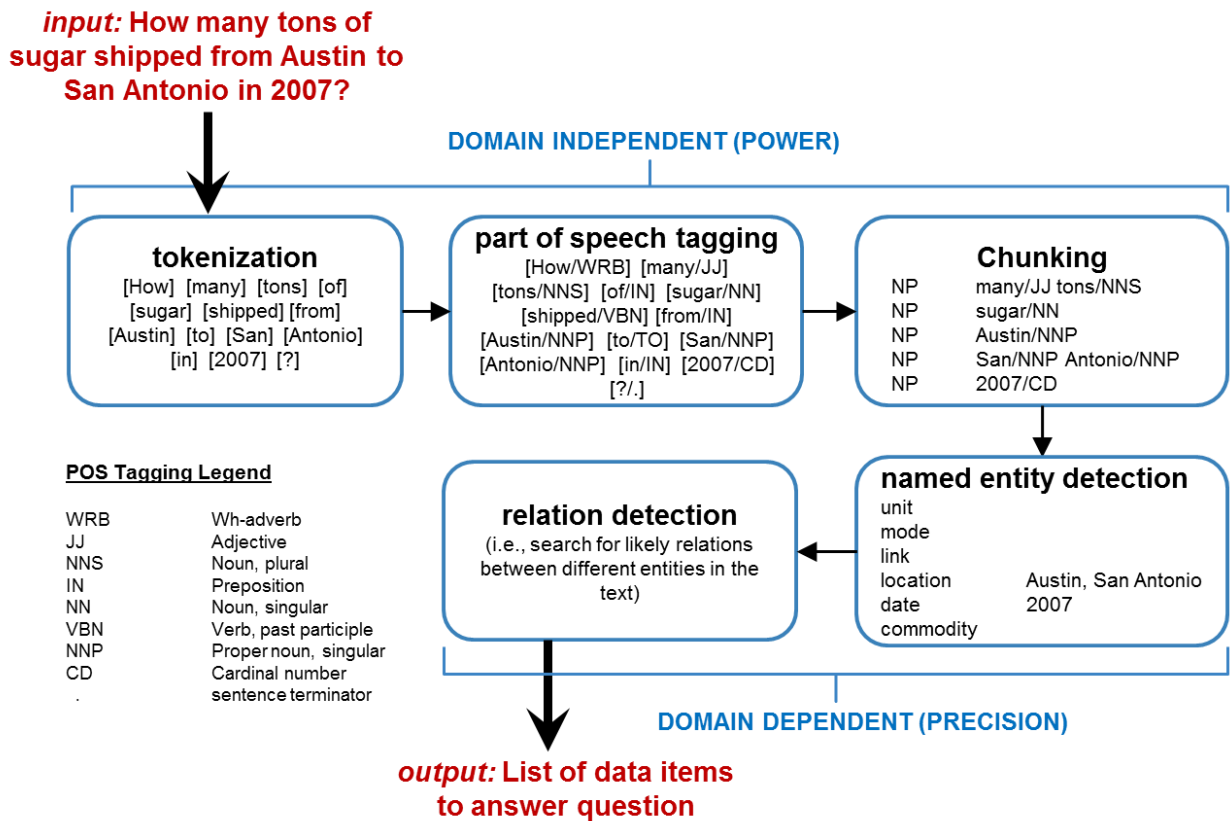 input: How many tons of
sugar shipped from Austin to
San Antonio in 2007?
DOMAIN INDEPENDENT (POWER)
tokenization
[How] [many] [tons] [of]
[sugar] [shipped] [from]
[Austin] [to] [San] [Antonio]
[in] [2007] [?]
part of speech tagging
[How/WRB] [many/JJ]
[tons/NNS] [of/IN] [sugar/NN]
[shipped/VBN] [from/IN]
[Austin/NNP] [to/TO] [San/NNP]
[Antonio/NNP] [in/IN] [2007/CD]
[?/.]
Chunking
NP many/JJ tons/NNS
NP sugar/NN
NP Austin/NNP
NP San/NNP Antonio/NNP
NP 2007/CD
POS Tagging Legend
WRB Wh-adverb
JJ Adjective
NNS Noun, plural
IN Preposition
NN Noun, singular
VBN Verb, past participle
NNP Proper noun, singular
CD Cardinal number
. sentence terminator
relation detection
(i.e., search for likely relations
between different entities in the
text)
named entity detection
unit
mode
link
location Austin, San Antonio
date 2007
commodity
DOMAIN DEPENDENT (PRECISION)
output: List of data items
to answer question